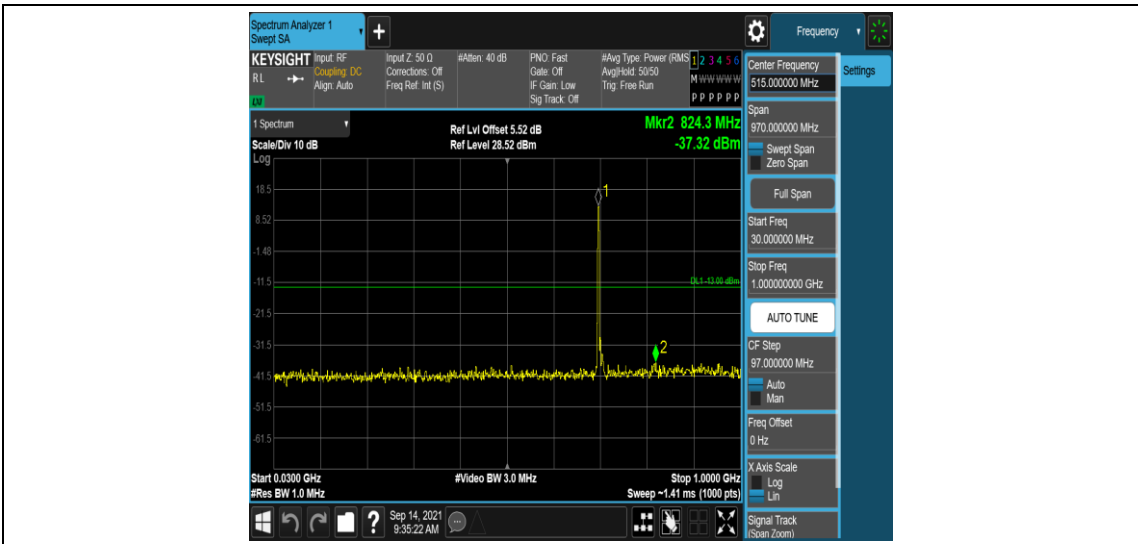 Spectrum Analyzer 1
Swept SA
+
Frequency
KEYSIGHT
RL
LXI
Input: RF
Coupling: DC
Align: Auto
Input Z: 50 Ω
Corrections: Off
Freq Ref: Int (S)
#Atten: 40 dB
PNO: Fast
Gate: Off
IF Gain: Low
Sig Track: Off
#Avg Type: Power (RMS
Avg|Hold: 50/50
Trig: Free Run
1 2 3 4 5 6
M W W W W W
P P P P P P
1 Spectrum
Scale/Div 10 dB
Log
Ref Lvl Offset 5.52 dB
Ref Level 28.52 dBm
Mkr2 824.3 MHz
-37.32 dBm
18.5
8.52
-1.48
-11.5
-21.5
-31.5
-41.5
-51.5
-61.5
1
DL1 -13.00 dBm
2
Start 0.0300 GHz
#Res BW 1.0 MHz
#Video BW 3.0 MHz
Stop 1.0000 GHz
Sweep ~1.41 ms (1000 pts)
?
Sep 14, 2021
9:35:22 AM
Center Frequency
515.000000 MHz
Settings
Span
970.000000 MHz
Swept Span
Zero Span
Full Span
Start Freq
30.000000 MHz
Stop Freq
1.000000000 GHz
AUTO TUNE
CF Step
97.000000 MHz
Auto
Man
Freq Offset
0 Hz
X Axis Scale
Log
Lin
Signal Track
(Span Zoom)